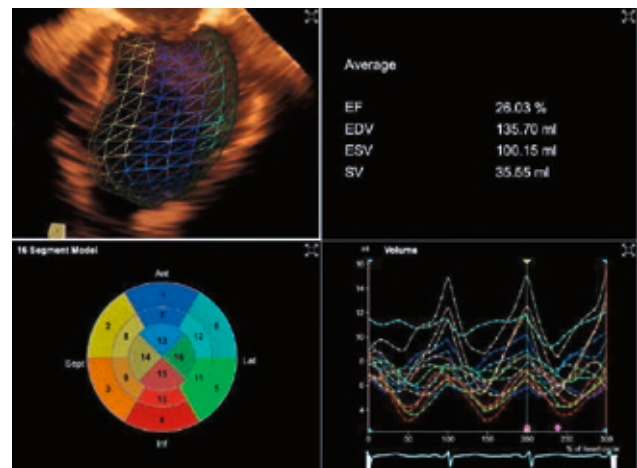 Average
EF 26.03 %
EDV 135.70 ml
ESV 100.15 ml
SV 35.55 ml
16 Segment Model
Ant
Sept
Lat
Inf
1
2
7
6
8
13
12
14
16
9
15
11
3
10
5
4
Volume
ml
16
14
12
10
8
6
4
0
50
100
150
200
250
300
% of heart cycle